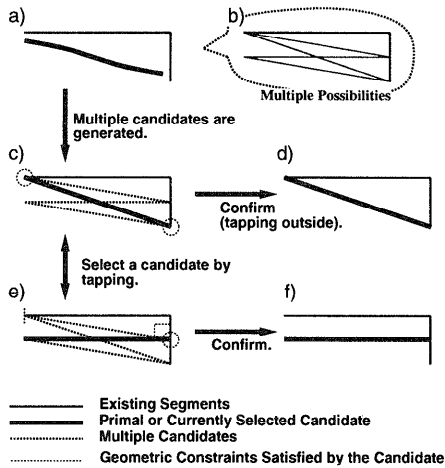 a)
b)
Multiple Possibilities
Multiple candidates are
generated.
c)
d)
Confirm
(tapping outside).
Select a candidate by
tapping.
e)
f)
Confirm.
Existing Segments
Primal or Currently Selected Candidate
Multiple Candidates
Geometric Constraints Satisfied by the Candidate